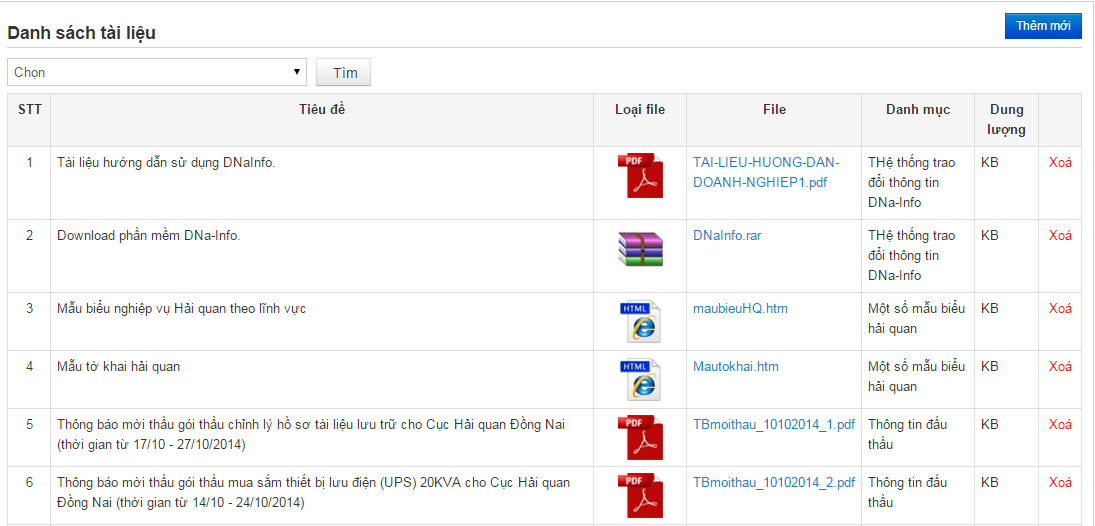 Danh sách tài liệu
Thêm mới
Chọn
Tìm
STT Tiêu đề Loại file File Danh mục Dung
lượng
1 Tài liệu hướng dẫn sử dụng DNaInfo. PDF TAI-LIEU-HUONG-DAN- THệ thống trao KB Xoá
DOANH-NGHIEP1.pdf đổi thông tin
DNa-Info
2 Download phần mềm DNa-Info. DNaInfo.rar THệ thống trao KB Xoá
đổi thông tin
DNa-Info
3 Mẫu biểu nghiệp vụ Hải quan theo lĩnh vực HTML maubieuHQ.htm Một số mẫu biểu KB Xoá
hải quan
4 Mẫu tờ khai hải quan HTML Mautokhai.htm Một số mẫu biểu KB Xoá
hải quan
5 Thông báo mời thầu gói thầu chỉnh lý hồ sơ tài liệu lưu trữ cho Cục Hải quan Đồng Nai PDF TBmoithau_10102014_1.pdf Thông tin đấu KB Xoá
(thời gian từ 17/10 - 27/10/2014) thầu
6 Thông báo mời thầu gói thầu mua sắm thiết bị lưu điện (UPS) 20KVA cho Cục Hải quan PDF TBmoithau_10102014_2.pdf Thông tin đấu KB Xoá
Đồng Nai (thời gian từ 14/10 - 24/10/2014) thầu